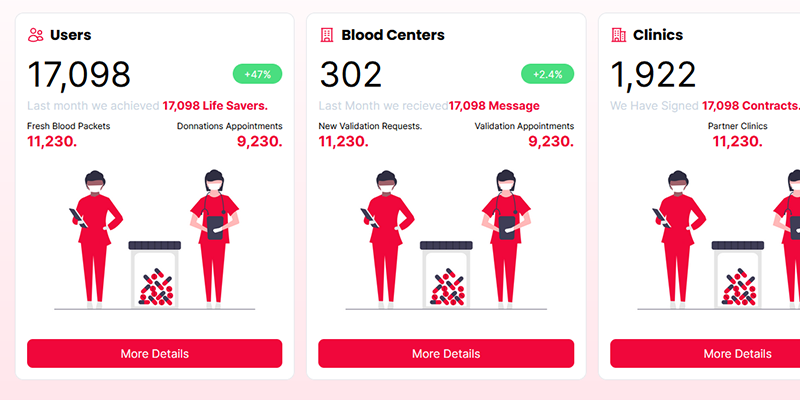 Users
17,098
+47%
Last month we achieved 17,098 Life Savers.
Fresh Blood Packets
Donnations Appointments
11,230.
9,230.
More Details
Blood Centers
302
+2.4%
Last Month we recieved17,098 Message
New Validation Requests.
Validation Appointments
11,230.
9,230.
More Details
Clinics
1,922
We Have Signed 17,098 Contracts.
Partner Clinics
11,230.
More Details